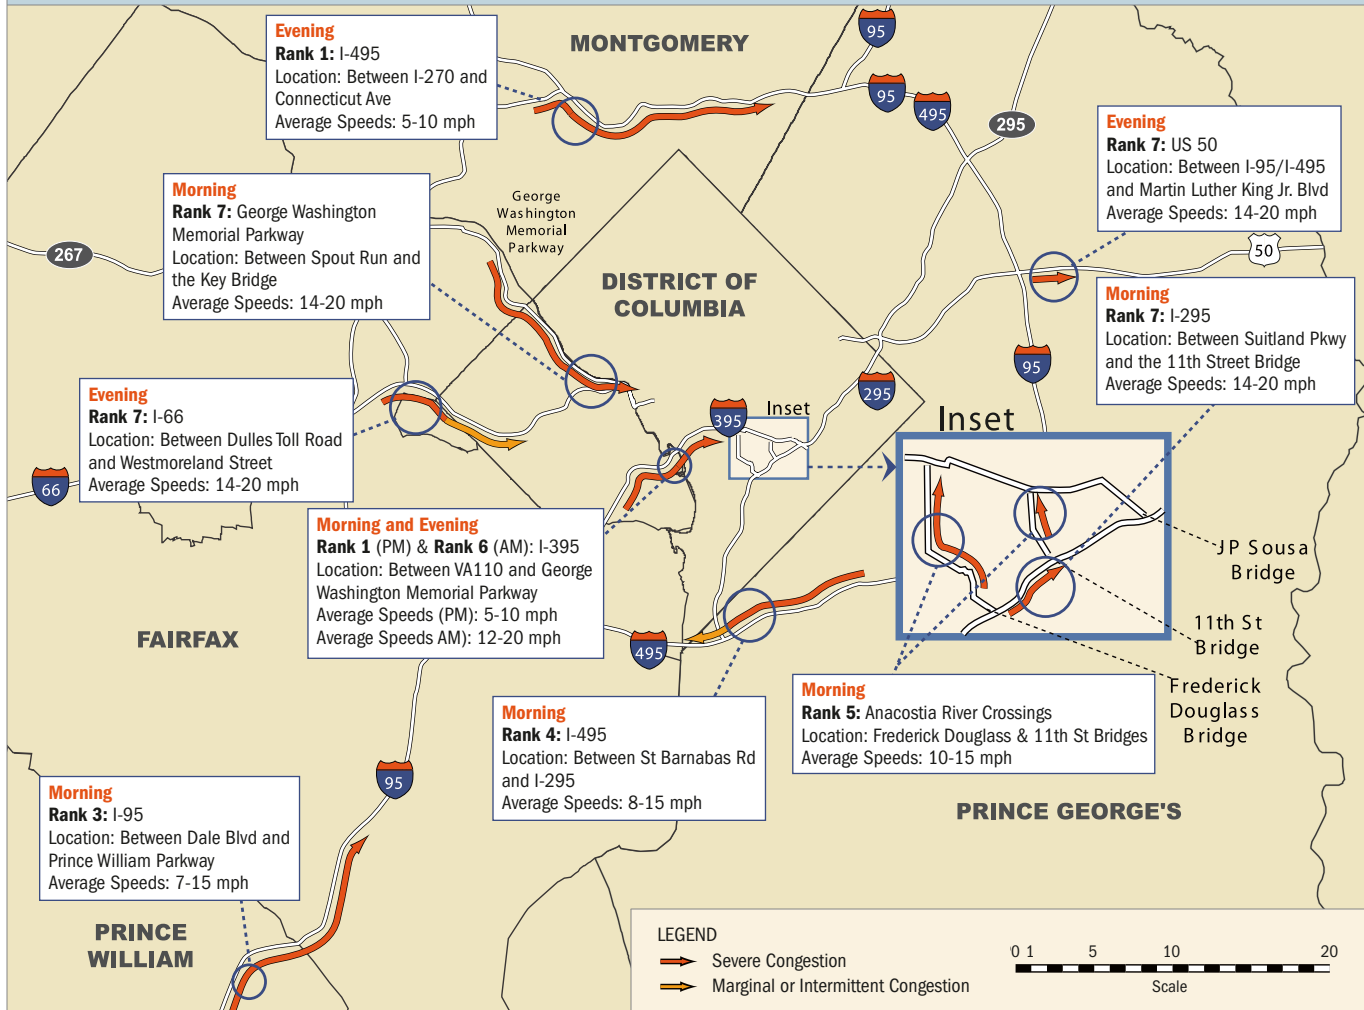 Evening
Rank 1: I-495
Location: Between I-270 and
Connecticut Ave
Average Speeds: 5-10 mph
MONTGOMERY
95
95
495
295
Evening
Rank 7: US 50
Location: Between I-95/I-495
and Martin Luther King Jr. Blvd
Average Speeds: 14-20 mph
Morning
Rank 7: George Washington
Memorial Parkway
Location: Between Spout Run and
the Key Bridge
Average Speeds: 14-20 mph
George
Washington
Memorial
Parkway
267
50
DISTRICT OF
COLUMBIA
Morning
Rank 7: I-295
Location: Between Suitland Pkwy
and the 11th Street Bridge
Average Speeds: 14-20 mph
95
295
Evening
Rank 7: I-66
Location: Between Dulles Toll Road
and Westmoreland Street
Average Speeds: 14-20 mph
66
395
Inset
Inset
Morning and Evening
Rank 1 (PM) & Rank 6 (AM): I-395
Location: Between VA110 and George
Washington Memorial Parkway
Average Speeds (PM): 5-10 mph
Average Speeds AM): 12-20 mph
JP Sousa
Bridge
11th St
Bridge
Frederick
Douglass
Bridge
FAIRFAX
495
Morning
Rank 4: I-495
Location: Between St Barnabas Rd
and I-295
Average Speeds: 8-15 mph
Morning
Rank 5: Anacostia River Crossings
Location: Frederick Douglass & 11th St Bridges
Average Speeds: 10-15 mph
95
PRINCE GEORGE'S
Morning
Rank 3: I-95
Location: Between Dale Blvd and
Prince William Parkway
Average Speeds: 7-15 mph
PRINCE
WILLIAM
LEGEND
Severe Congestion
Marginal or Intermittent Congestion
0 1 5 10 20
Scale